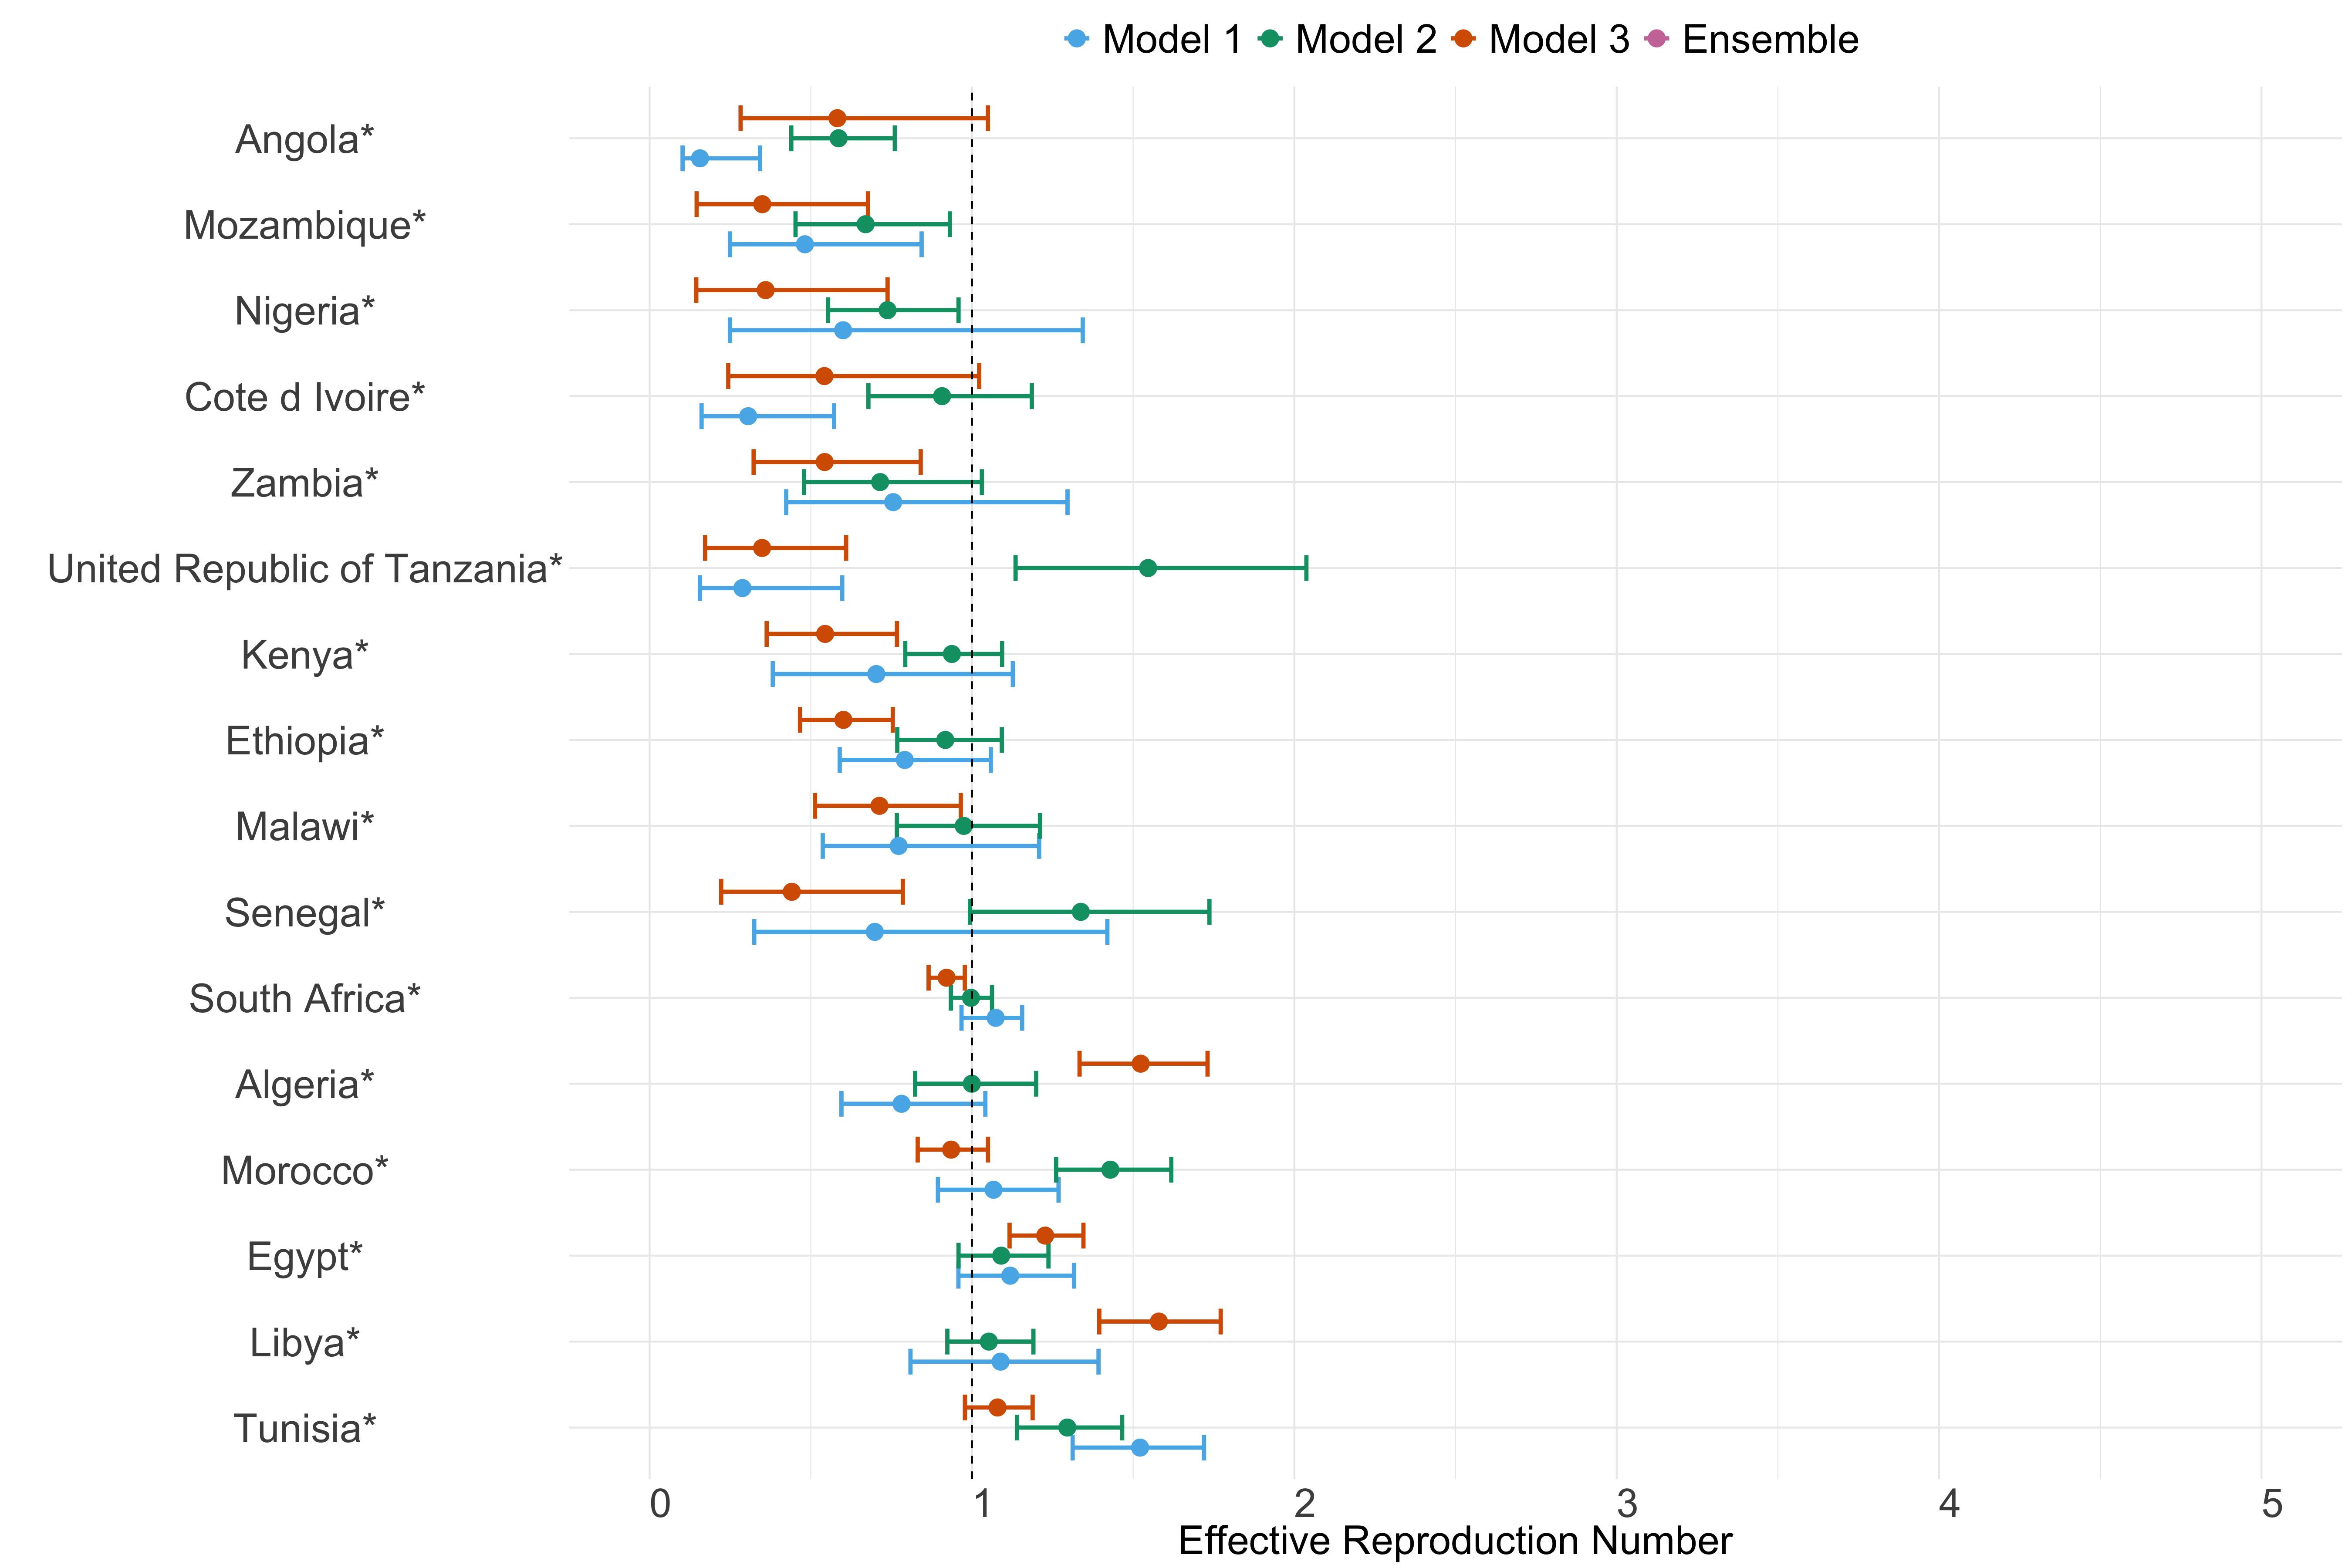 Model 1 Model 2 Model 3 Ensemble
Angola*
Mozambique*
Nigeria*
Cote d Ivoire*
Zambia*
United Republic of Tanzania*
Kenya*
Ethiopia*
Malawi*
Senegal*
South Africa*
Algeria*
Morocco*
Egypt*
Libya*
Tunisia*
0 1 2 3 4 5
Effective Reproduction Number